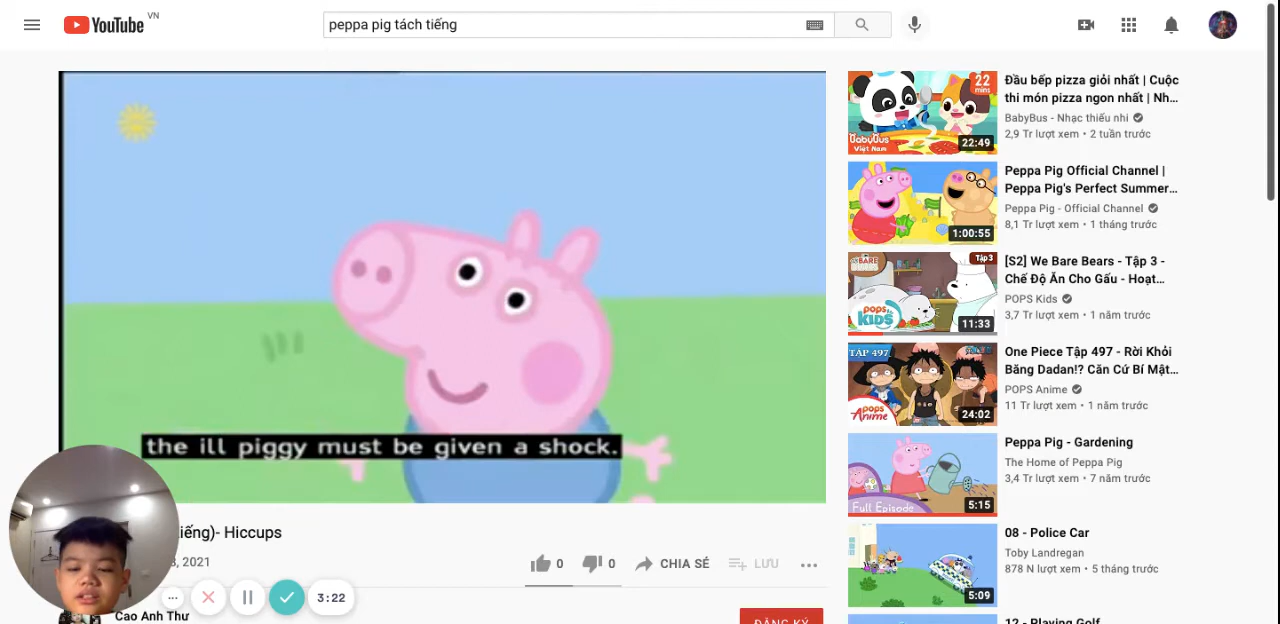 YouTube VN
peppa pig tách tiếng
the ill piggy must be given a shock.
iếng)- Hiccups
, 2021
0
0
CHIA SẺ
LƯU
3:22
Cao Anh Thư
ĐĂNG KÝ
22 mins
BabyBus
Việt Nam
22:49
Đầu bếp pizza giỏi nhất | Cuộc
thi món pizza ngon nhất | Nh...
BabyBus - Nhạc thiếu nhi
2,9 Tr lượt xem • 2 tuần trước
1:00:55
Peppa Pig Official Channel |
Peppa Pig's Perfect Summer...
Peppa Pig - Official Channel
8,1 Tr lượt xem • 1 tháng trước
Tập 3
POPS KIDS
11:33
[S2] We Bare Bears - Tập 3 -
Chế Độ Ăn Cho Gấu - Hoạt...
POPS Kids
3,7 Tr lượt xem • 1 năm trước
TẬP 497
POPS Anime
24:02
One Piece Tập 497 - Rời Khỏi
Băng Dadan!? Căn Cứ Bí Mật...
POPS Anime
11 Tr lượt xem • 1 năm trước
Full Episode
5:15
Peppa Pig - Gardening
The Home of Peppa Pig
3,4 Tr lượt xem • 7 năm trước
5:09
08 - Police Car
Toby Landregan
878 N lượt xem • 5 tháng trước
12 - Playing Golf